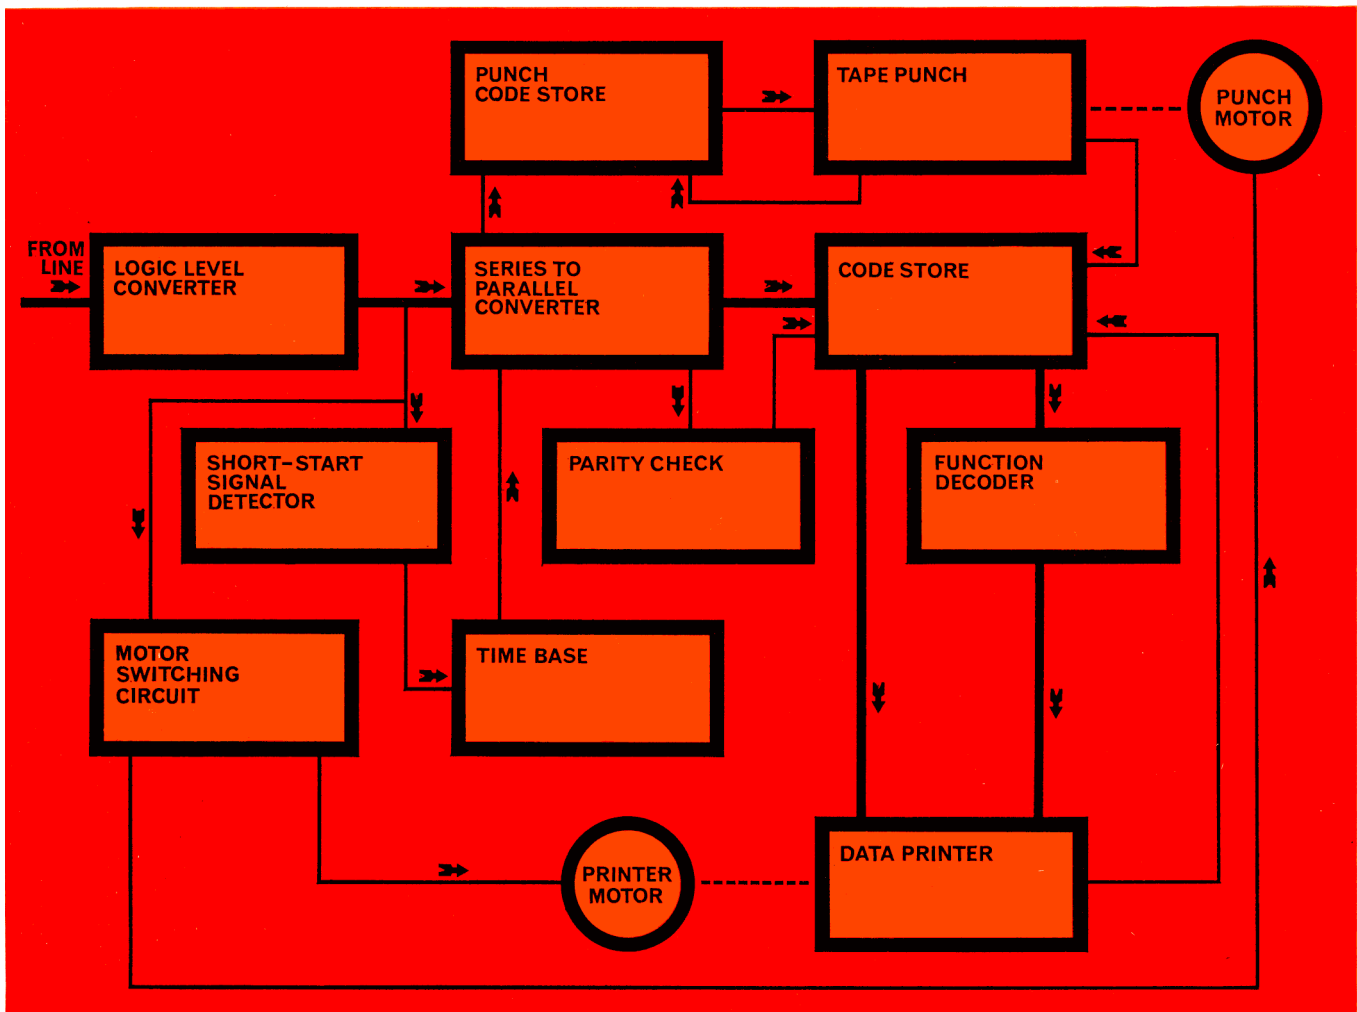 PUNCH
CODE STORE
TAPE PUNCH
PUNCH
MOTOR
FROM
LINE
LOGIC LEVEL
CONVERTER
SERIES TO
PARALLEL
CONVERTER
CODE STORE
SHORT-START
SIGNAL
DETECTOR
PARITY CHECK
FUNCTION
DECODER
MOTOR
SWITCHING
CIRCUIT
TIME BASE
PRINTER
MOTOR
DATA PRINTER